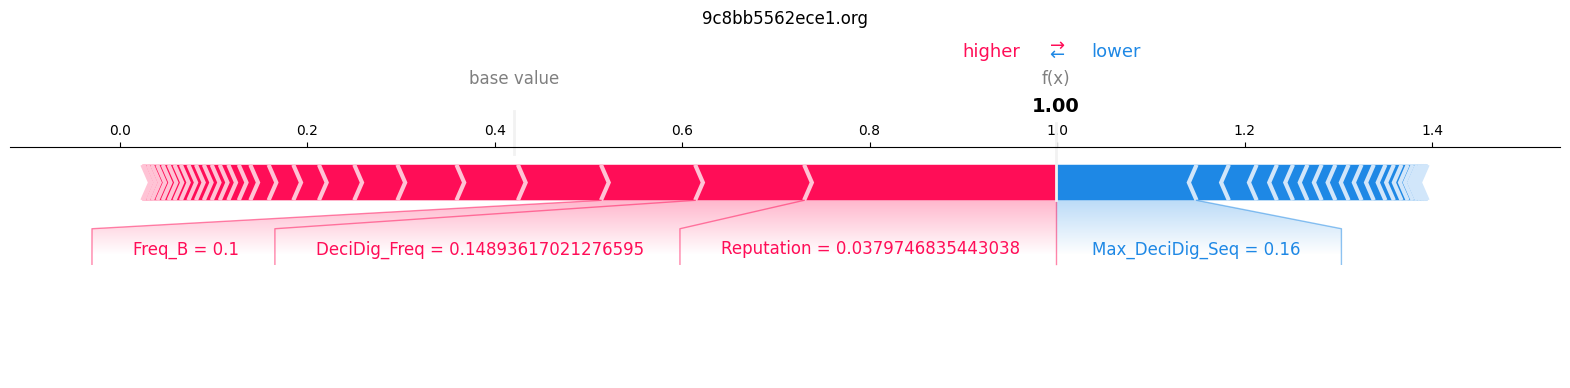 9c8bb5562ece1.org
higher → ← lower
base value f(x)
1.00
0.0 0.2 0.4 0.6 0.8 1.0 1.2 1.4
Freq_B = 0.1 DeciDig_Freq = 0.14893617021276595 Reputation = 0.0379746835443038 Max_DeciDig_Seq = 0.16